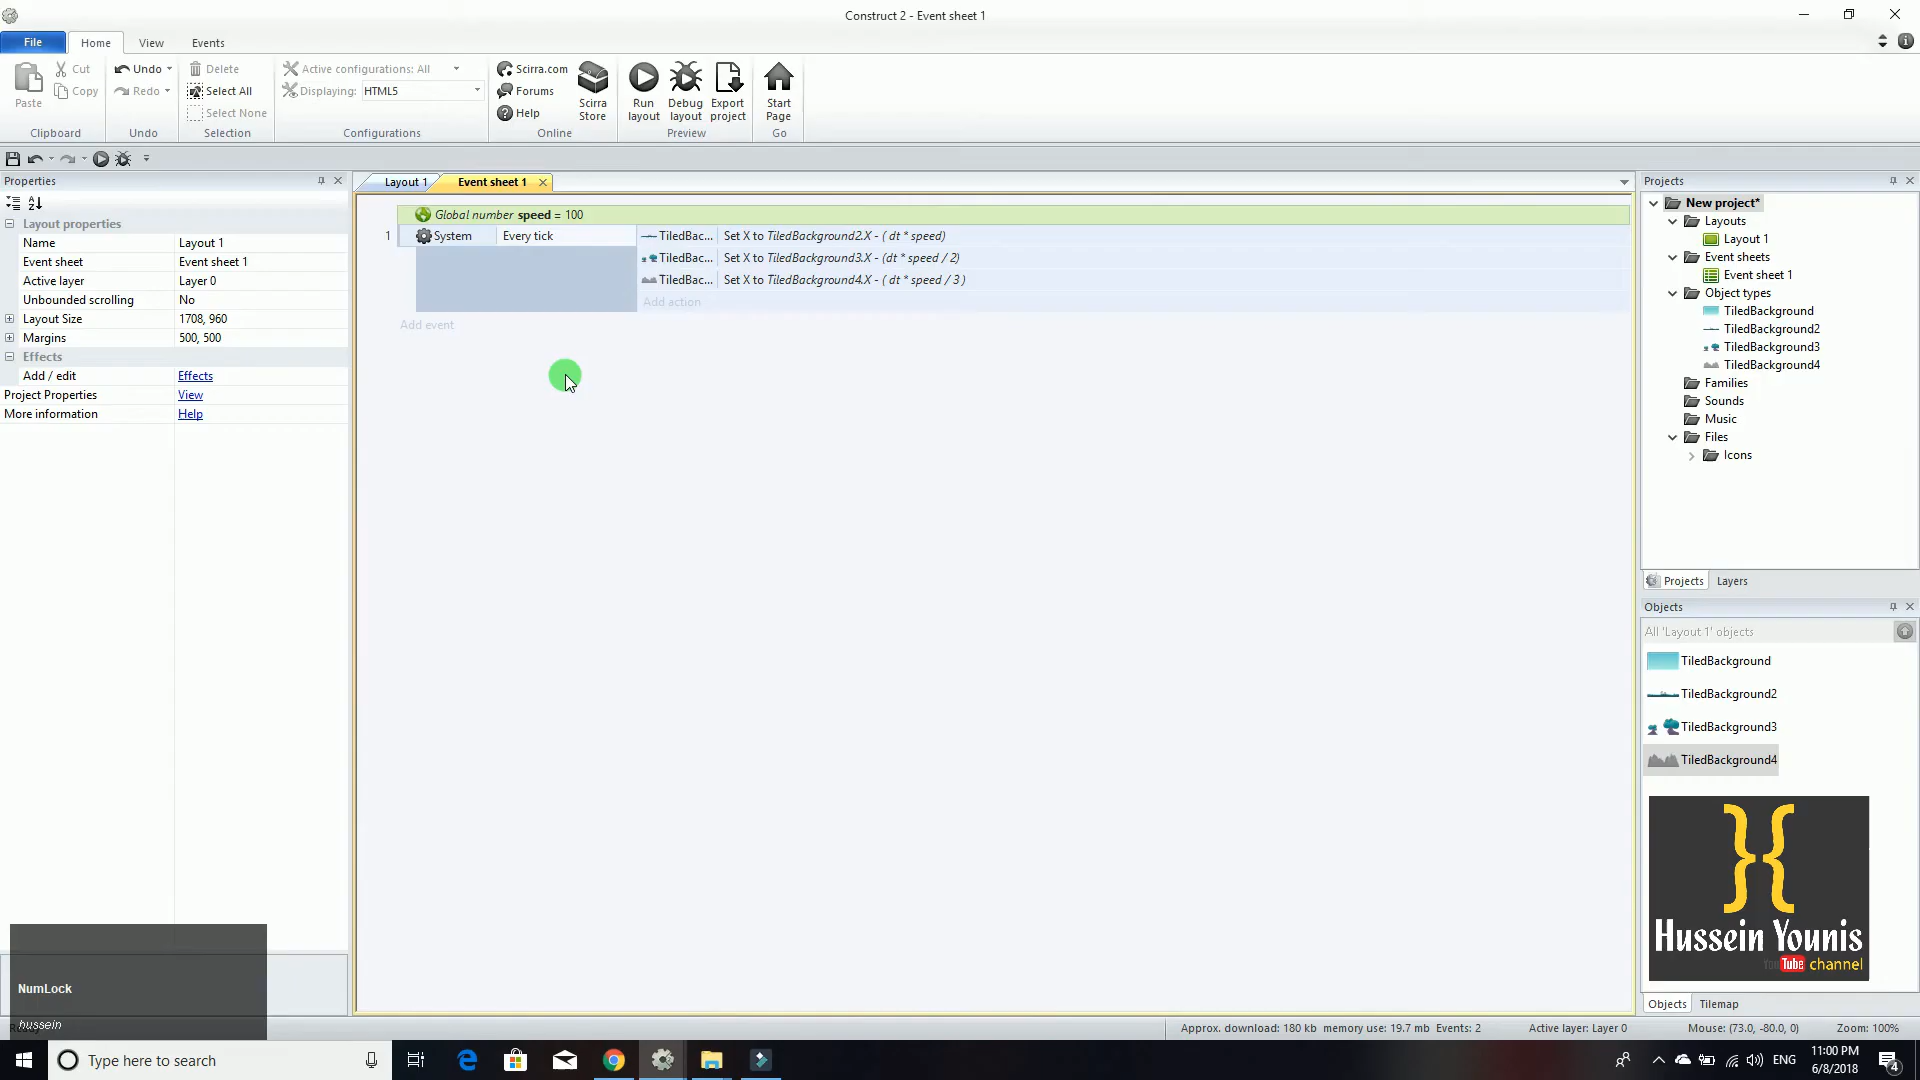 Construct 2 - Event sheet 1
File Home View Events
Paste Cut Copy Clipboard
Undo Redo Undo
Delete Select All Select None Selection
Active configurations: All
Displaying: HTML5
Configurations
Scirra.com Forums Help Online
Scirra Store
Run layout Debug layout Export project Preview
Start Page Go
Properties
Layout 1 Event sheet 1
Layout properties
Name Layout 1
Event sheet Event sheet 1
Active layer Layer 0
Unbounded scrolling No
Layout Size 1708, 960
Margins 500, 500
Effects
Add / edit Effects
Project Properties View
More information Help
Global number speed = 100
1 System Every tick TiledBac... Set X to TiledBackground2.X - ( dt * speed)
TiledBac... Set X to TiledBackground3.X - (dt * speed / 2)
TiledBac... Set X to TiledBackground4.X - ( dt * speed / 3 )
Add action
Add event
Projects
New project*
Layouts
Layout 1
Event sheets
Event sheet 1
Object types
TiledBackground
TiledBackground2
TiledBackground3
TiledBackground4
Families
Sounds
Music
Files
Icons
Projects Layers
Objects
All 'Layout 1' objects
TiledBackground
TiledBackground2
TiledBackground3
TiledBackground4
Hussein Younis
YouTube channel
Objects Tilemap
NumLock
hussein
Approx. download: 180 kb memory use: 19.7 mb Events: 2 Active layer: Layer 0 Mouse: (73.0, -80.0, 0) Zoom: 100%
Type here to search
ENG
11:00 PM
6/8/2018
4